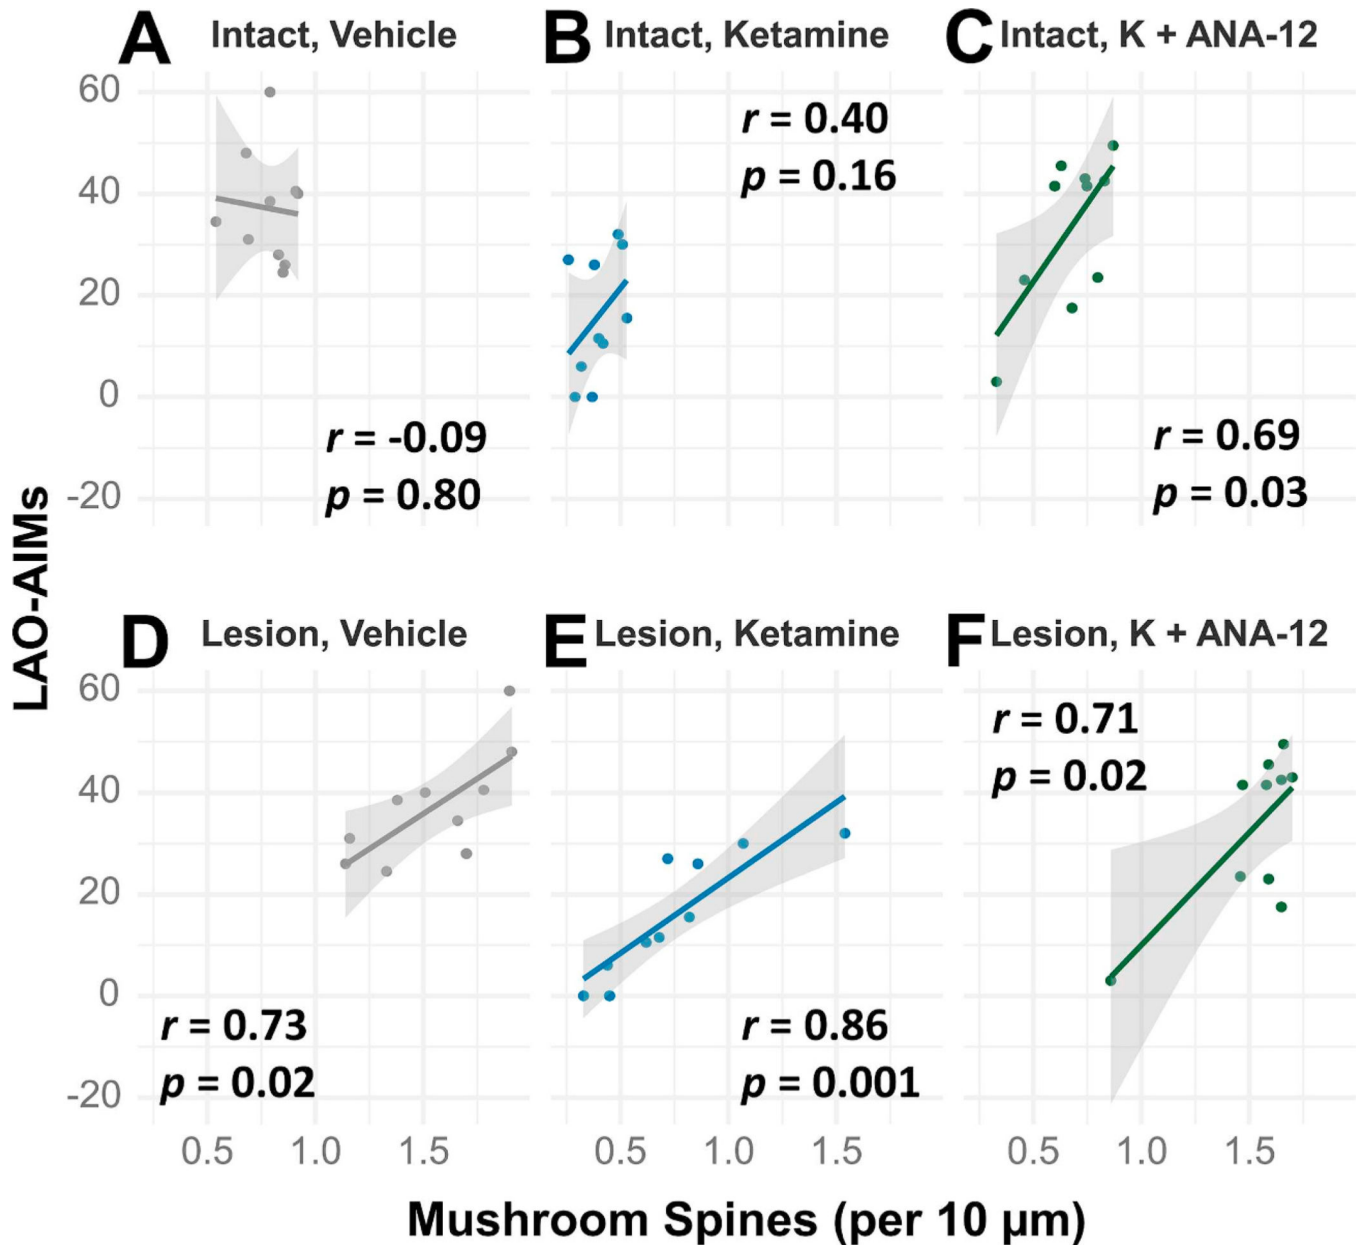 A Intact, Vehicle
B Intact, Ketamine
C Intact, K + ANA-12
60
40
20
0
-20
r = -0.09
p = 0.80
r = 0.40
p = 0.16
r = 0.69
p = 0.03
LAO-AIMs
D Lesion, Vehicle
E Lesion, Ketamine
F Lesion, K + ANA-12
60
40
20
0
-20
r = 0.73
p = 0.02
r = 0.86
p = 0.001
r = 0.71
p = 0.02
0.5 1.0 1.5
0.5 1.0 1.5
0.5 1.0 1.5
Mushroom Spines (per 10 µm)